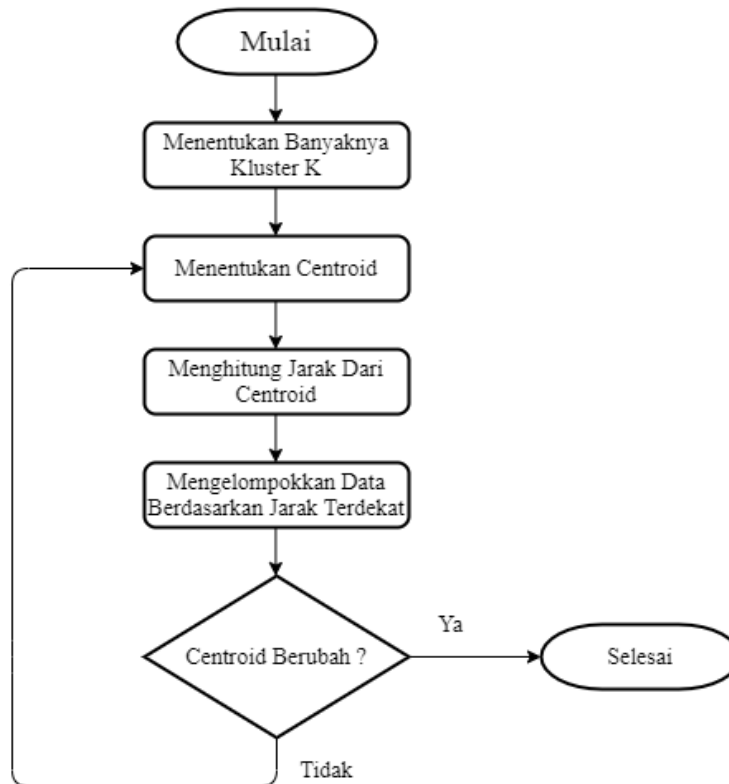 Mulai
Menentukan Banyaknya
Kluster K
Menentukan Centroid
Menghitung Jarak Dari
Centroid
Mengelompokkan Data
Berdasarkan Jarak Terdekat
Centroid Berubah ?
Ya
Selesai
Tidak